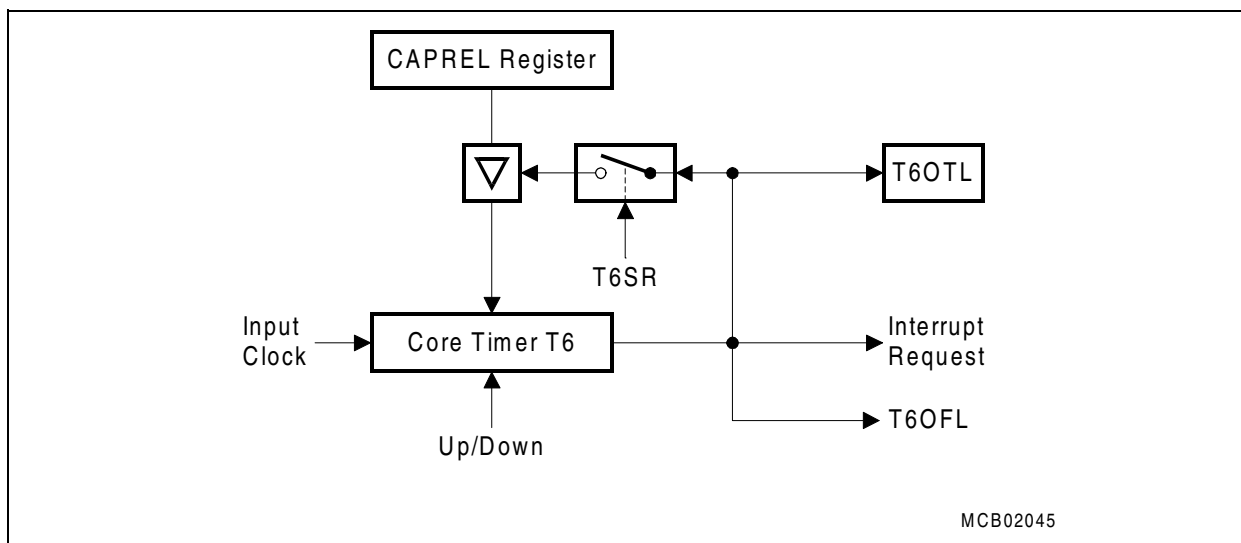 CAPREL Register
T6OTL
T6SR
Input
Clock
Core Timer T6
Interrupt
Request
T6OFL
Up/Down
MCB02045